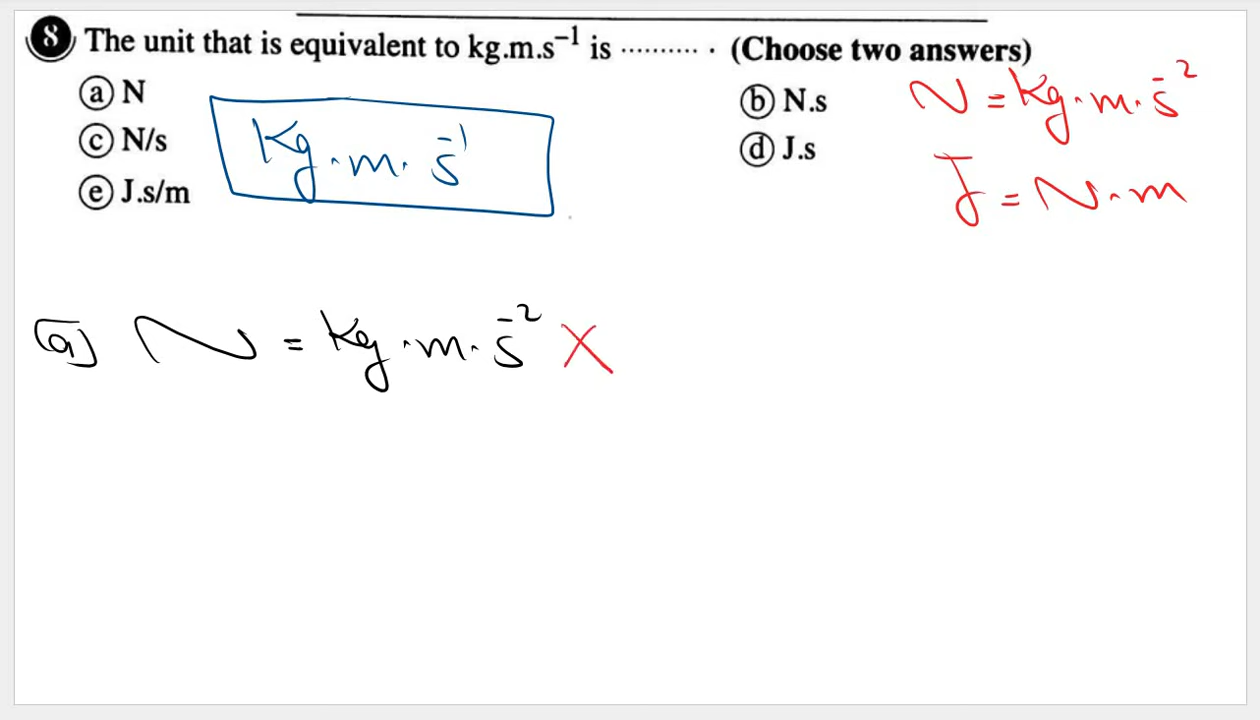 8 The unit that is equivalent to kg.m.s⁻¹ is .......... . (Choose two answers)
ⓐ N
ⓑ N.s
ⓒ N/s
ⓓ J.s
ⓔ J.s/m
N = Kg.m.s⁻²
J = N.m
Kg.m.s⁻¹
(a) N = Kg.m.s⁻² X